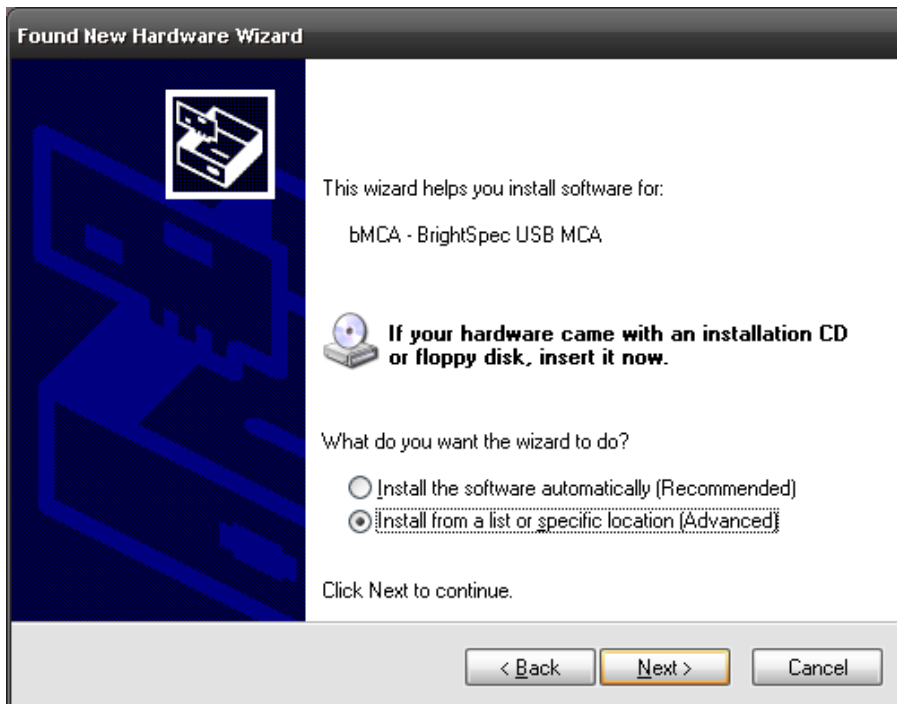 Found New Hardware Wizard
This wizard helps you install software for:
bMCA - BrightSpec USB MCA
If your hardware came with an installation CD
or floppy disk, insert it now.
What do you want the wizard to do?
Install the software automatically (Recommended)
Install from a list or specific location (Advanced)
Click Next to continue.
< Back Next > Cancel